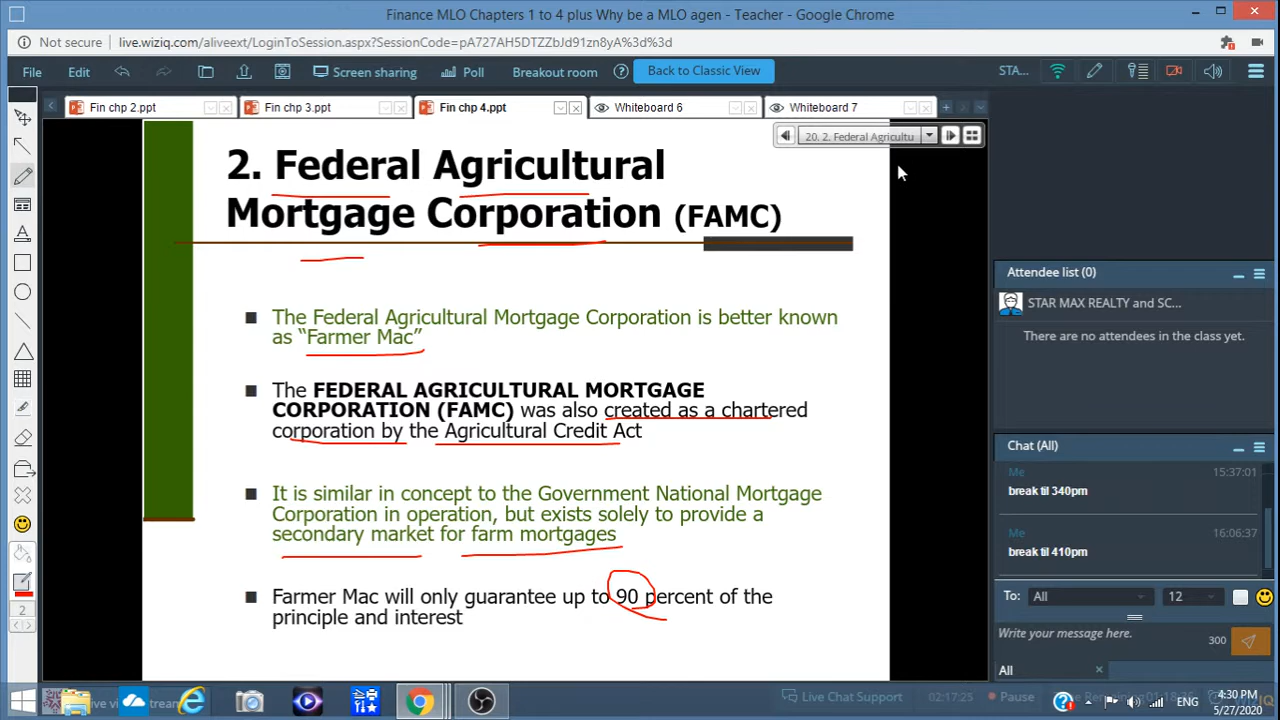 Finance MLO Chapters 1 to 4 plus Why be a MLO agen - Teacher - Google Chrome
Not secure live.wiziq.com/aliveext/LoginToSession.aspx?SessionCode=pA727AH5DTZZbJd91zn8yA%3d%3d
File Edit Screen sharing Poll Breakout room Back to Classic View STA...
Fin chp 2.ppt Fin chp 3.ppt Fin chp 4.ppt Whiteboard 6 Whiteboard 7
20. 2. Federal Agricultu
2. Federal Agricultural
Mortgage Corporation (FAMC)
The Federal Agricultural Mortgage Corporation is better known
as “Farmer Mac”
The FEDERAL AGRICULTURAL MORTGAGE
CORPORATION (FAMC) was also created as a chartered
corporation by the Agricultural Credit Act
It is similar in concept to the Government National Mortgage
Corporation in operation, but exists solely to provide a
secondary market for farm mortgages
Farmer Mac will only guarantee up to 90 percent of the
principle and interest
2
Attendee list (0)
STAR MAX REALTY and SC...
There are no attendees in the class yet.
Chat (All)
Me 15:37:01
break til 340pm
Me 16:06:37
break til 410pm
To: All 12
Write your message here. 300
All
Live Chat Support 02:17:25 Pause
ENG
4:30 PM
5/27/2020